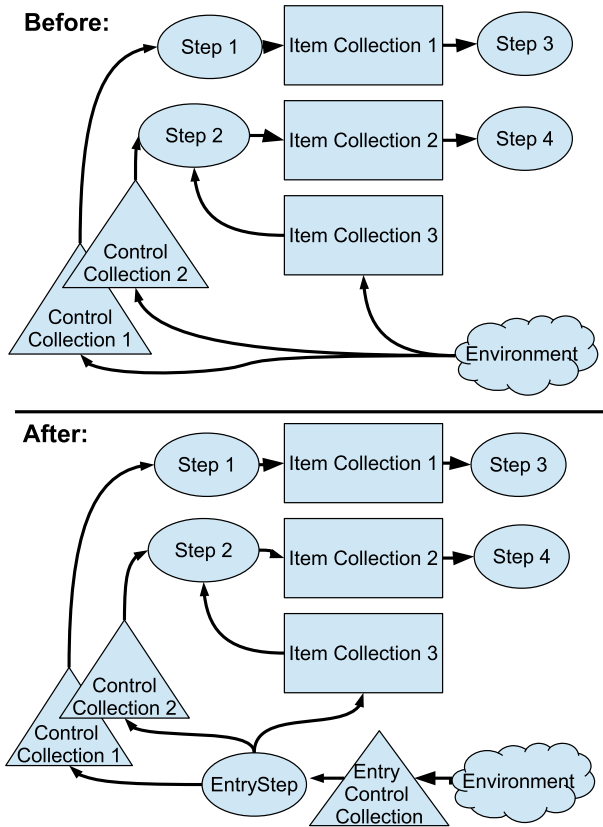 Before:
Step 1
Item Collection 1
Step 3
Step 2
Item Collection 2
Step 4
Item Collection 3
Control
Collection 2
Control
Collection 1
Environment
After:
Step 1
Item Collection 1
Step 3
Step 2
Item Collection 2
Step 4
Item Collection 3
Control
Collection 2
Control
Collection 1
EntryStep
Entry
Control
Collection
Environment